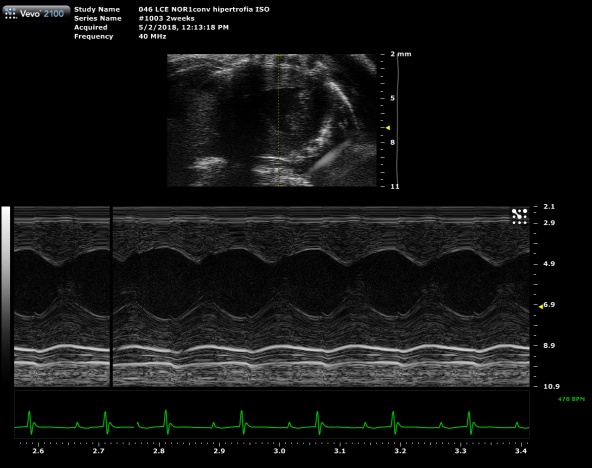 Vevo 2100
Study Name 046 LCE NOR1conv hipertrofia ISO
Series Name #1003 2weeks
Acquired 5/2/2018, 12:13:18 PM
Frequency 40 MHz
2 mm
5
8
11
2.1
2.9
4.9
6.9
8.9
10.9
478 BPM
2.6 2.7 2.8 2.9 3.0 3.1 3.2 3.3 3.4